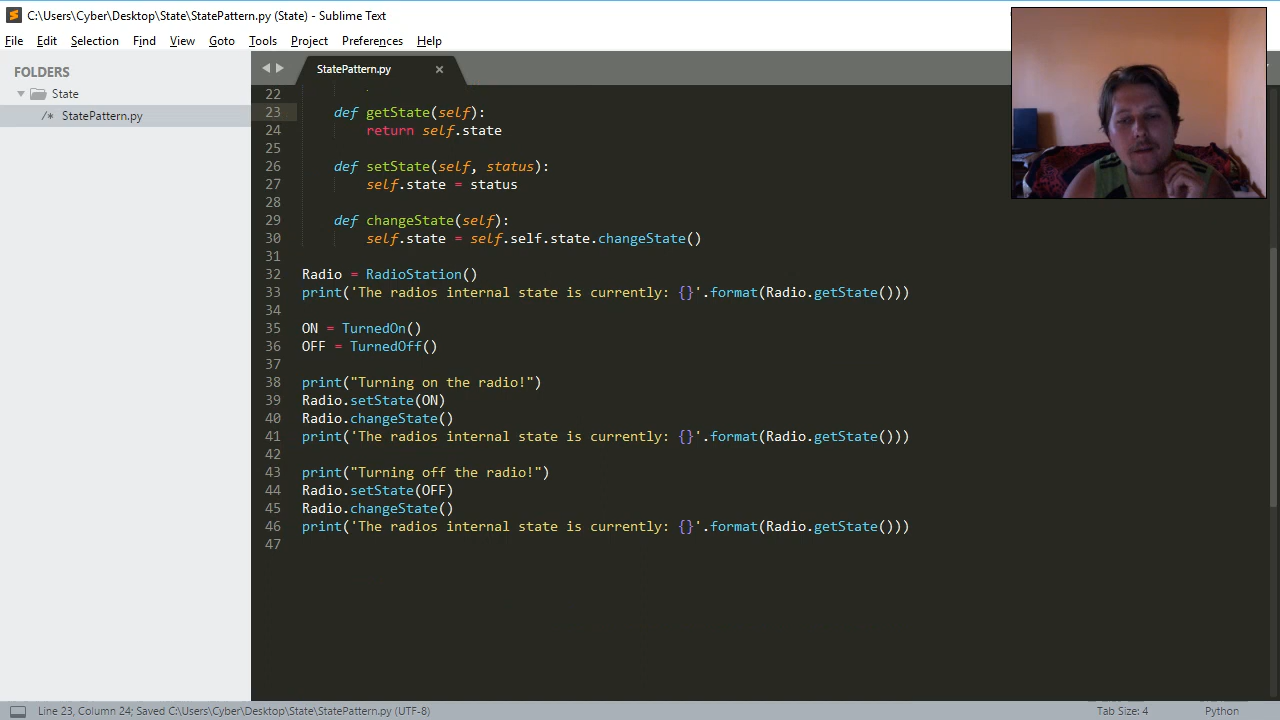 C:\Users\Cyber\Desktop\State\StatePattern.py (State) - Sublime Text
File Edit Selection Find View Goto Tools Project Preferences Help
FOLDERS
State
/* StatePattern.py
StatePattern.py ×
22
23 def getState(self):
24 return self.state
25
26 def setState(self, status):
27 self.state = status
28
29 def changeState(self):
30 self.state = self.self.state.changeState()
31
32 Radio = RadioStation()
33 print('The radios internal state is currently: {}'.format(Radio.getState()))
34
35 ON = TurnedOn()
36 OFF = TurnedOff()
37
38 print("Turning on the radio!")
39 Radio.setState(ON)
40 Radio.changeState()
41 print('The radios internal state is currently: {}'.format(Radio.getState()))
42
43 print("Turning off the radio!")
44 Radio.setState(OFF)
45 Radio.changeState()
46 print('The radios internal state is currently: {}'.format(Radio.getState()))
47
Line 23, Column 24; Saved C:\Users\Cyber\Desktop\State\StatePattern.py (UTF-8)
Tab Size: 4
Python